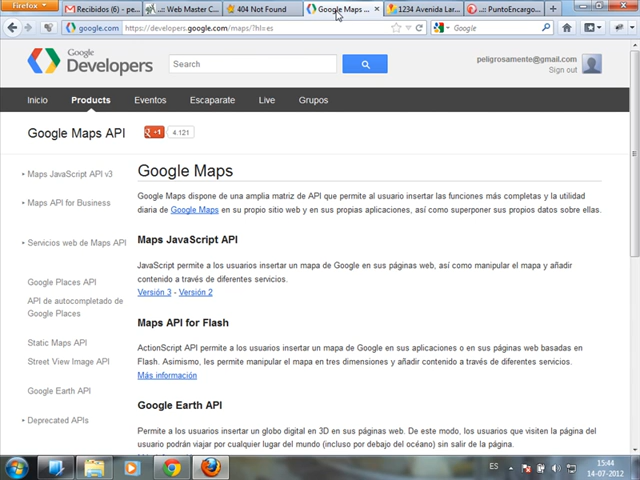 Firefox
Recibidos (6) - pe...
..:: Web Master C...
404 Not Found
Google Maps ...
1234 Avenida Lar...
..:: PuntoEncargo...
google.com
https://developers.google.com/maps/?hl=es
Google
Google
Developers
Search
peligrosamente@gmail.com
Sign out
Inicio
Products
Eventos
Escaparate
Live
Grupos
Google Maps API
+1
4.121
Maps JavaScript API v3
Maps API for Business
Servicios web de Maps API
Google Places API
API de autocompletado de
Google Places
Static Maps API
Street View Image API
Google Earth API
Deprecated APIs
Google Maps
Google Maps dispone de una amplia matriz de API que permite al usuario insertar las funciones más completas y la utilidad
diaria de Google Maps en su propio sitio web y en sus propias aplicaciones, así como superponer sus propios datos sobre ellas.
Maps JavaScript API
JavaScript permite a los usuarios insertar un mapa de Google en sus páginas web, así como manipular el mapa y añadir
contenido a través de diferentes servicios.
Versión 3 - Versión 2
Maps API for Flash
ActionScript API permite a los usuarios insertar un mapa de Google en sus aplicaciones o en sus páginas web basadas en
Flash. Asimismo, les permite manipular el mapa en tres dimensiones y añadir contenido a través de diferentes servicios.
Más información
Google Earth API
Permite a los usuarios insertar un globo digital en 3D en sus páginas web. De este modo, los usuarios que visiten la página del
usuario podrán viajar por cualquier lugar del mundo (incluso por debajo del océano) sin salir de la página.
ES
15:44
14-07-2012